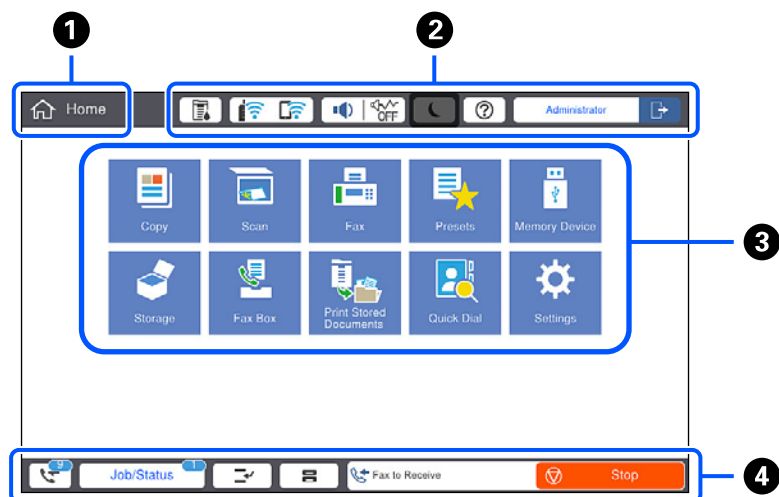 1
2
Home
OFF
Administrator
Copy
Scan
Fax
Presets
Memory Device
3
Storage
Fax Box
Print Stored
Documents
Quick Dial
Settings
9
Job/Status
1
Fax to Receive
Stop
4